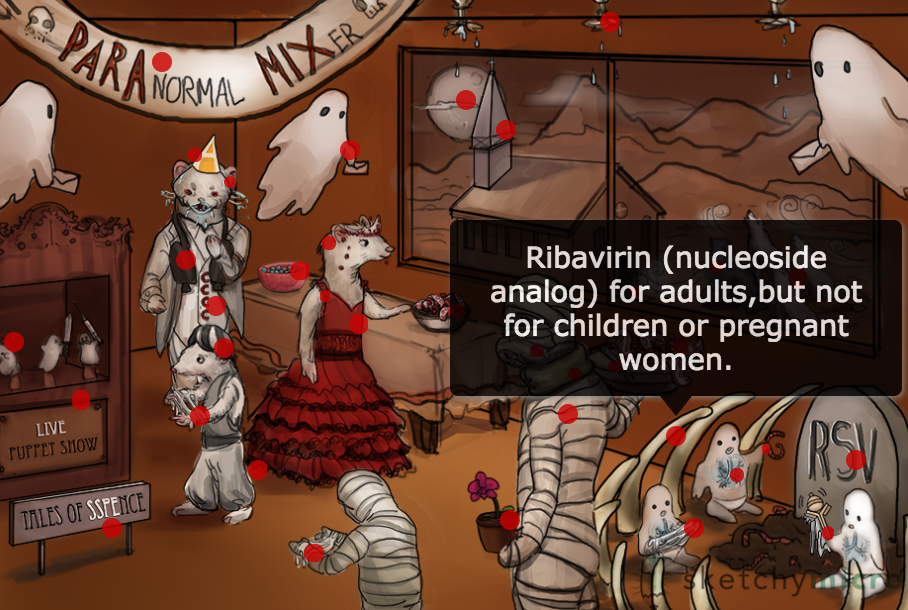 PARANORMAL MIXER
Ribavirin (nucleoside
analog) for adults,but not
for children or pregnant
women.
LIVE
PUPPET SHOW
RSV
TALES OF SSPENCE
sketchymicro